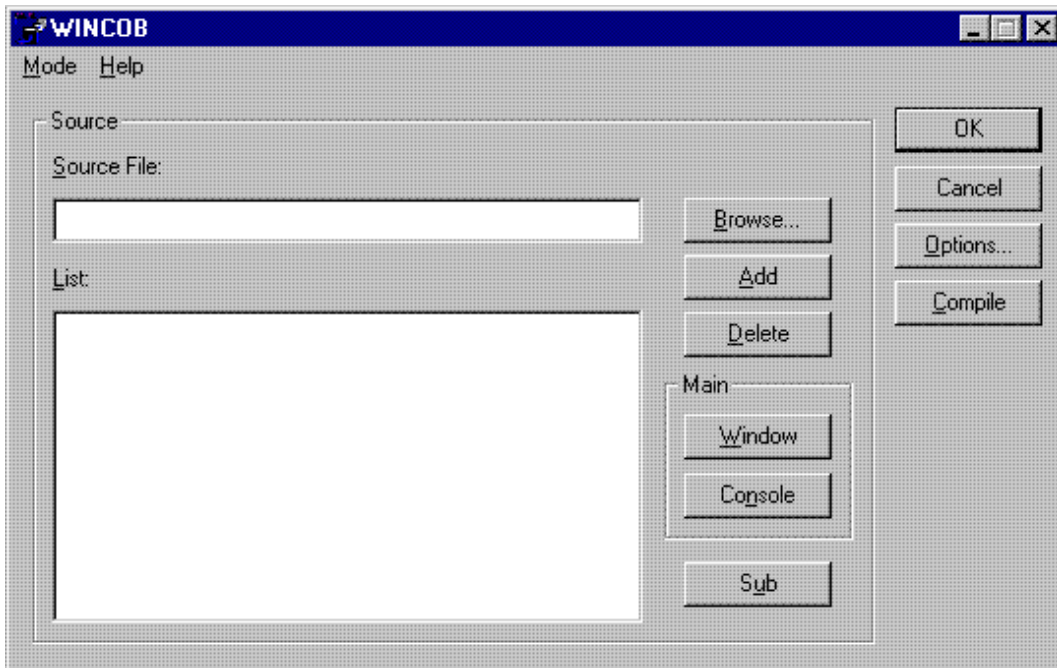 WINCOB
Mode Help
Source
Source File:
Browse...
List:
Add
Delete
Main
Window
Console
Sub
OK
Cancel
Options...
Compile